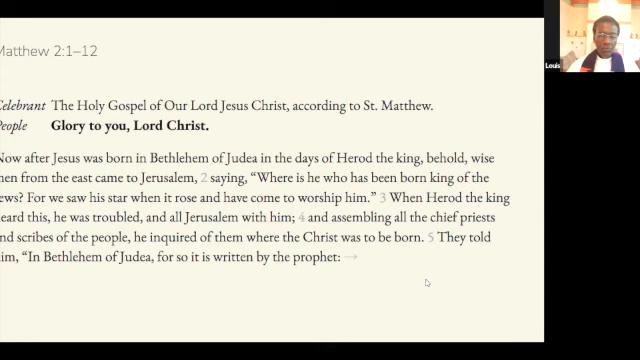 Matthew 2:1–12
Celebrant The Holy Gospel of Our Lord Jesus Christ, according to St. Matthew.
People Glory to you, Lord Christ.
Now after Jesus was born in Bethlehem of Judea in the days of Herod the king, behold, wise
men from the east came to Jerusalem, 2 saying, “Where is he who has been born king of the
Jews? For we saw his star when it rose and have come to worship him.” 3 When Herod the king
heard this, he was troubled, and all Jerusalem with him; 4 and assembling all the chief priests
and scribes of the people, he inquired of them where the Christ was to be born. 5 They told
him, “In Bethlehem of Judea, for so it is written by the prophet: →
Louis